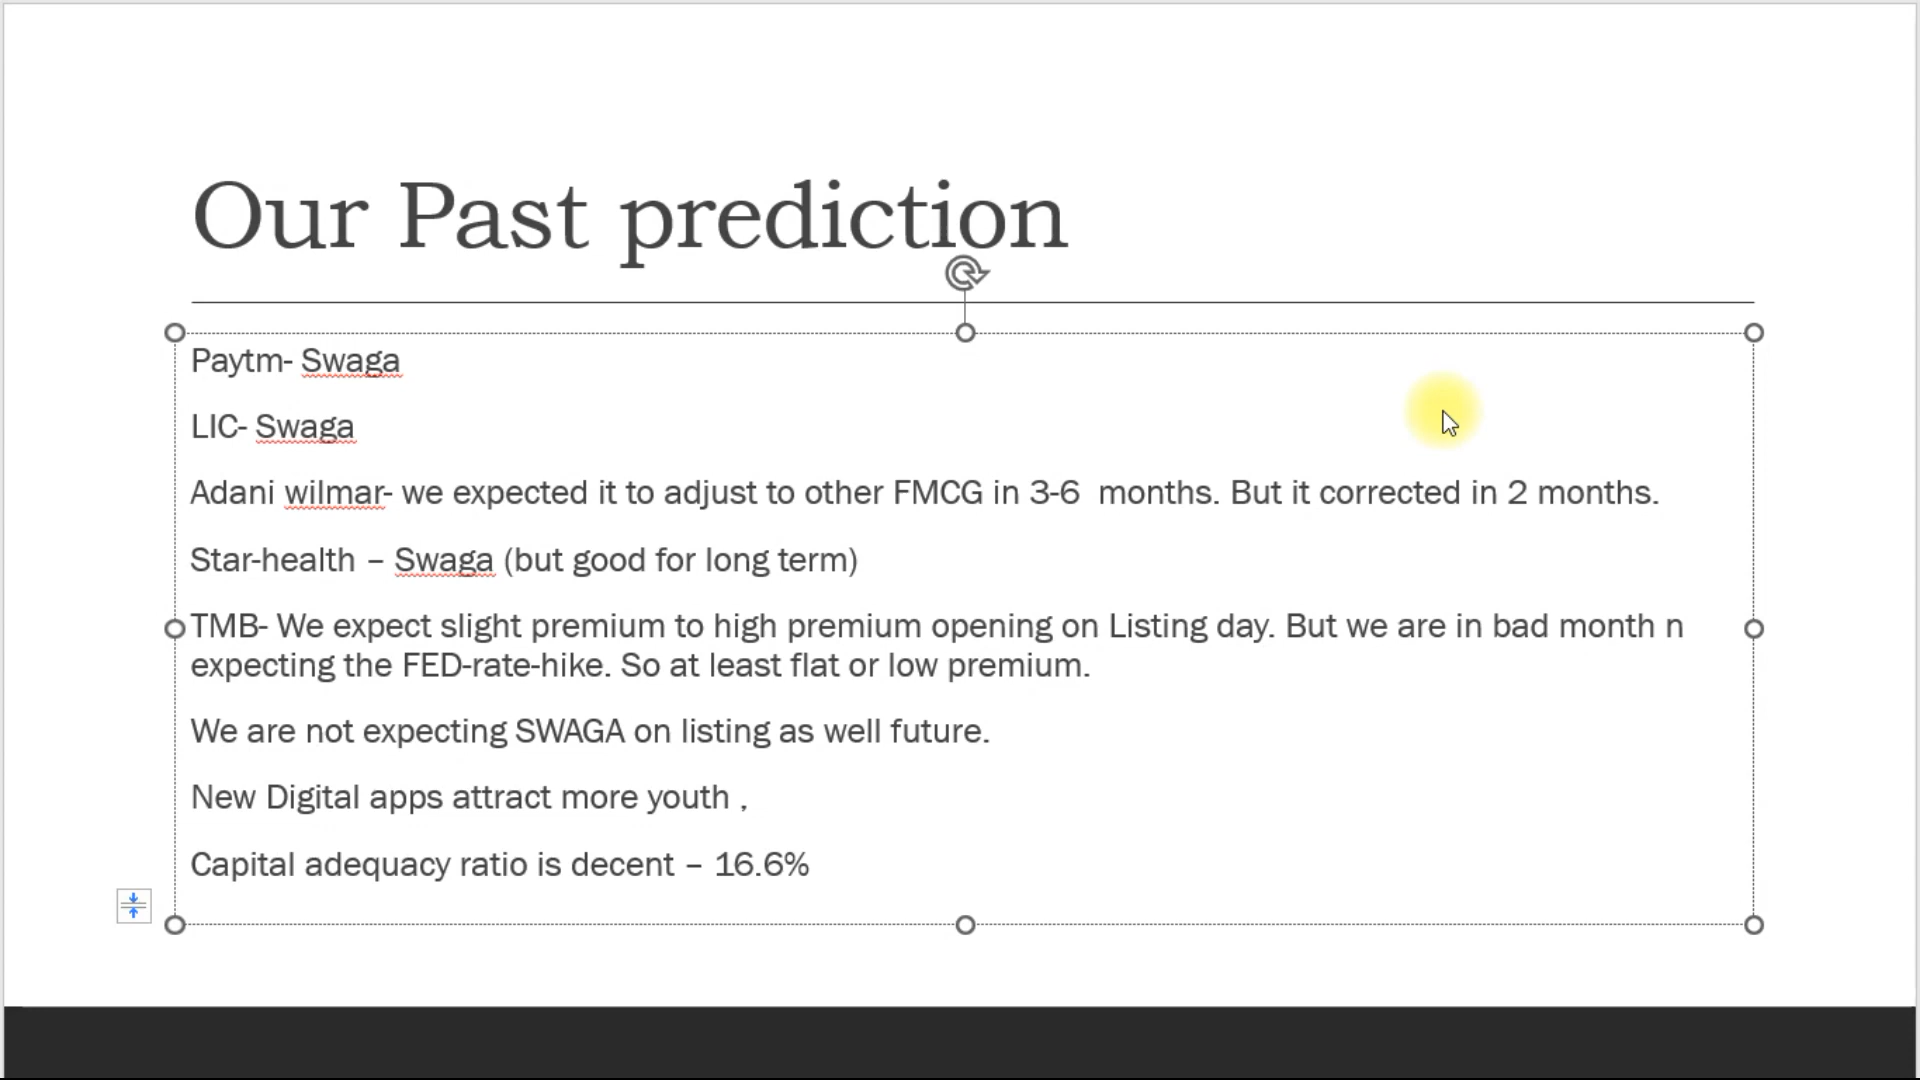 Our Past prediction
Paytm- Swaga
LIC- Swaga
Adani wilmar- we expected it to adjust to other FMCG in 3-6  months. But it corrected in 2 months.
Star-health – Swaga (but good for long term)
TMB- We expect slight premium to high premium opening on Listing day. But we are in bad month n
expecting the FED-rate-hike. So at least flat or low premium.
We are not expecting SWAGA on listing as well future.
New Digital apps attract more youth ,
Capital adequacy ratio is decent – 16.6%